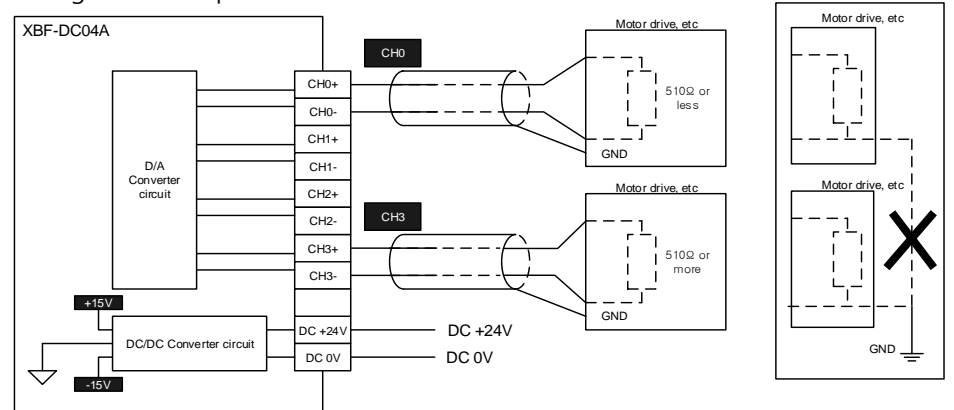 XBF-DC04A
D/A
Converter
circuit
+15V
DC/DC Converter circuit
-15V
CH0+
CH0-
CH1+
CH1-
CH2+
CH2-
CH3+
CH3-
DC +24V
DC 0V
CH0
CH3
DC +24V
DC 0V
Motor drive, etc
510Ω or
less
GND
Motor drive, etc
510Ω or
more
GND
Motor drive, etc
Motor drive, etc
GND